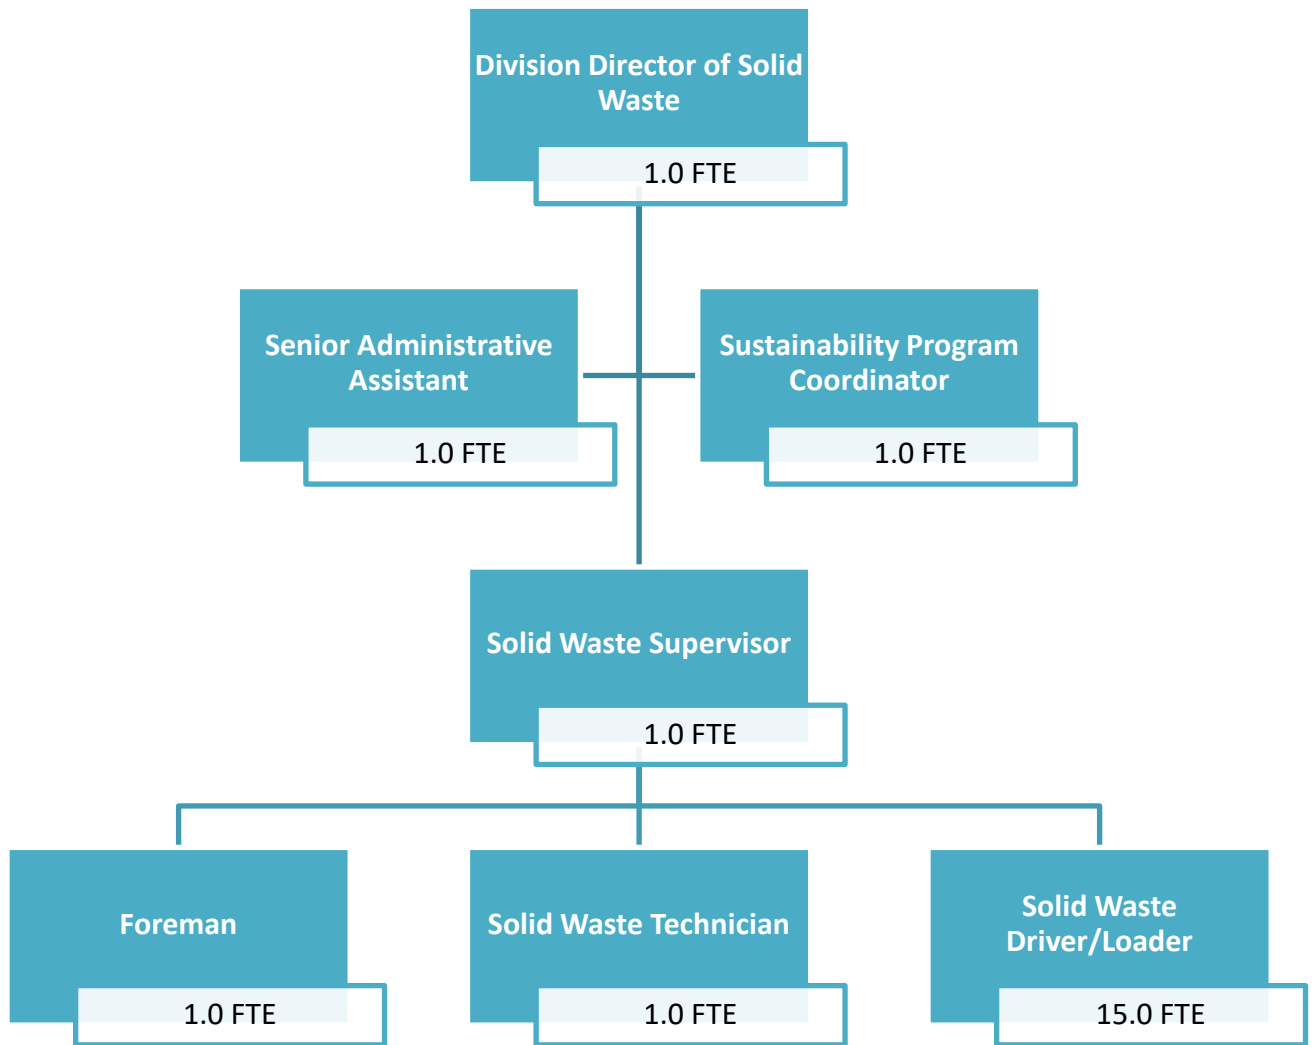 Division Director of Solid
Waste
1.0 FTE
Senior Administrative
Assistant
1.0 FTE
Sustainability Program
Coordinator
1.0 FTE
Solid Waste Supervisor
1.0 FTE
Foreman
1.0 FTE
Solid Waste Technician
1.0 FTE
Solid Waste
Driver/Loader
15.0 FTE